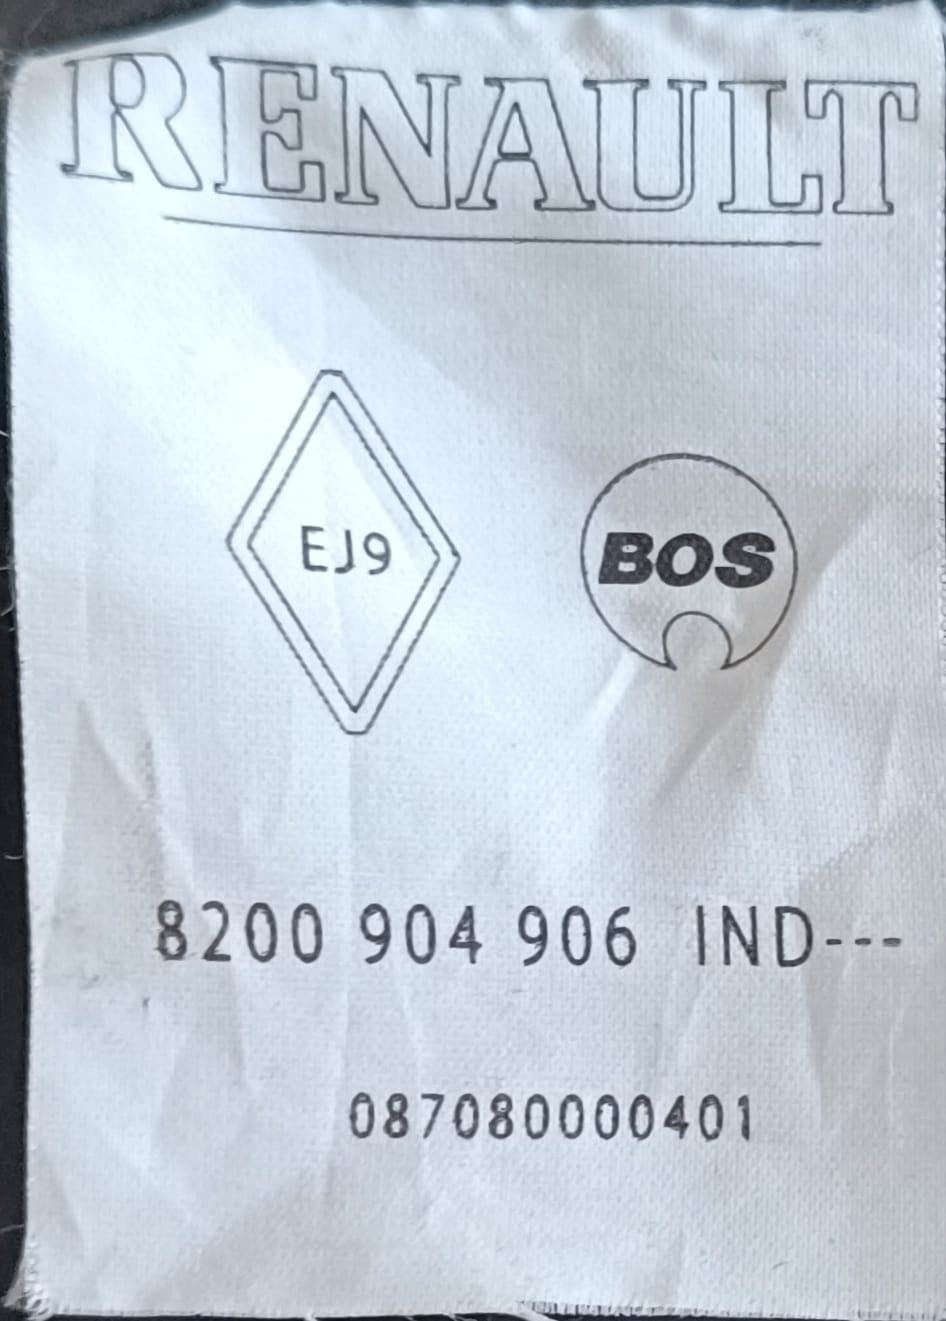 RENAULT
EJ9
BOS
8200 904 906 IND---
087080000401